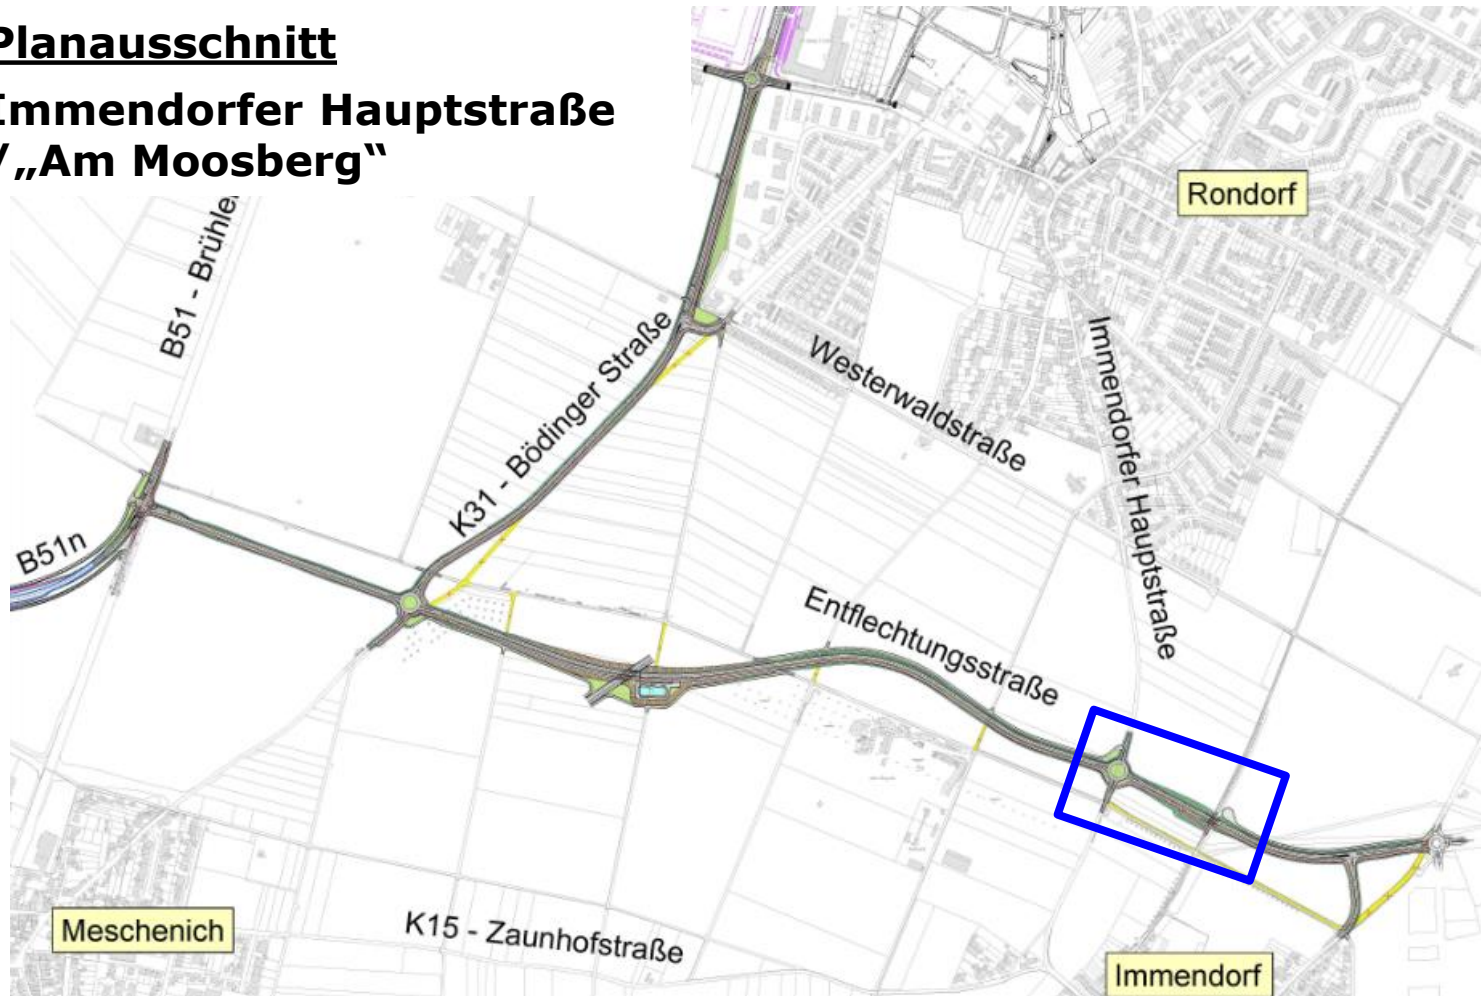 Planausschnitt
Immendorfer Hauptstraße
/„Am Moosberg“
Rondorf
B51 - Brühle
K31 - Bödinger Straße
Westerwaldstraße
Immendorfer Hauptstraße
B51n
Entflechtungsstraße
Meschenich
K15 - Zaunhofstraße
Immendorf